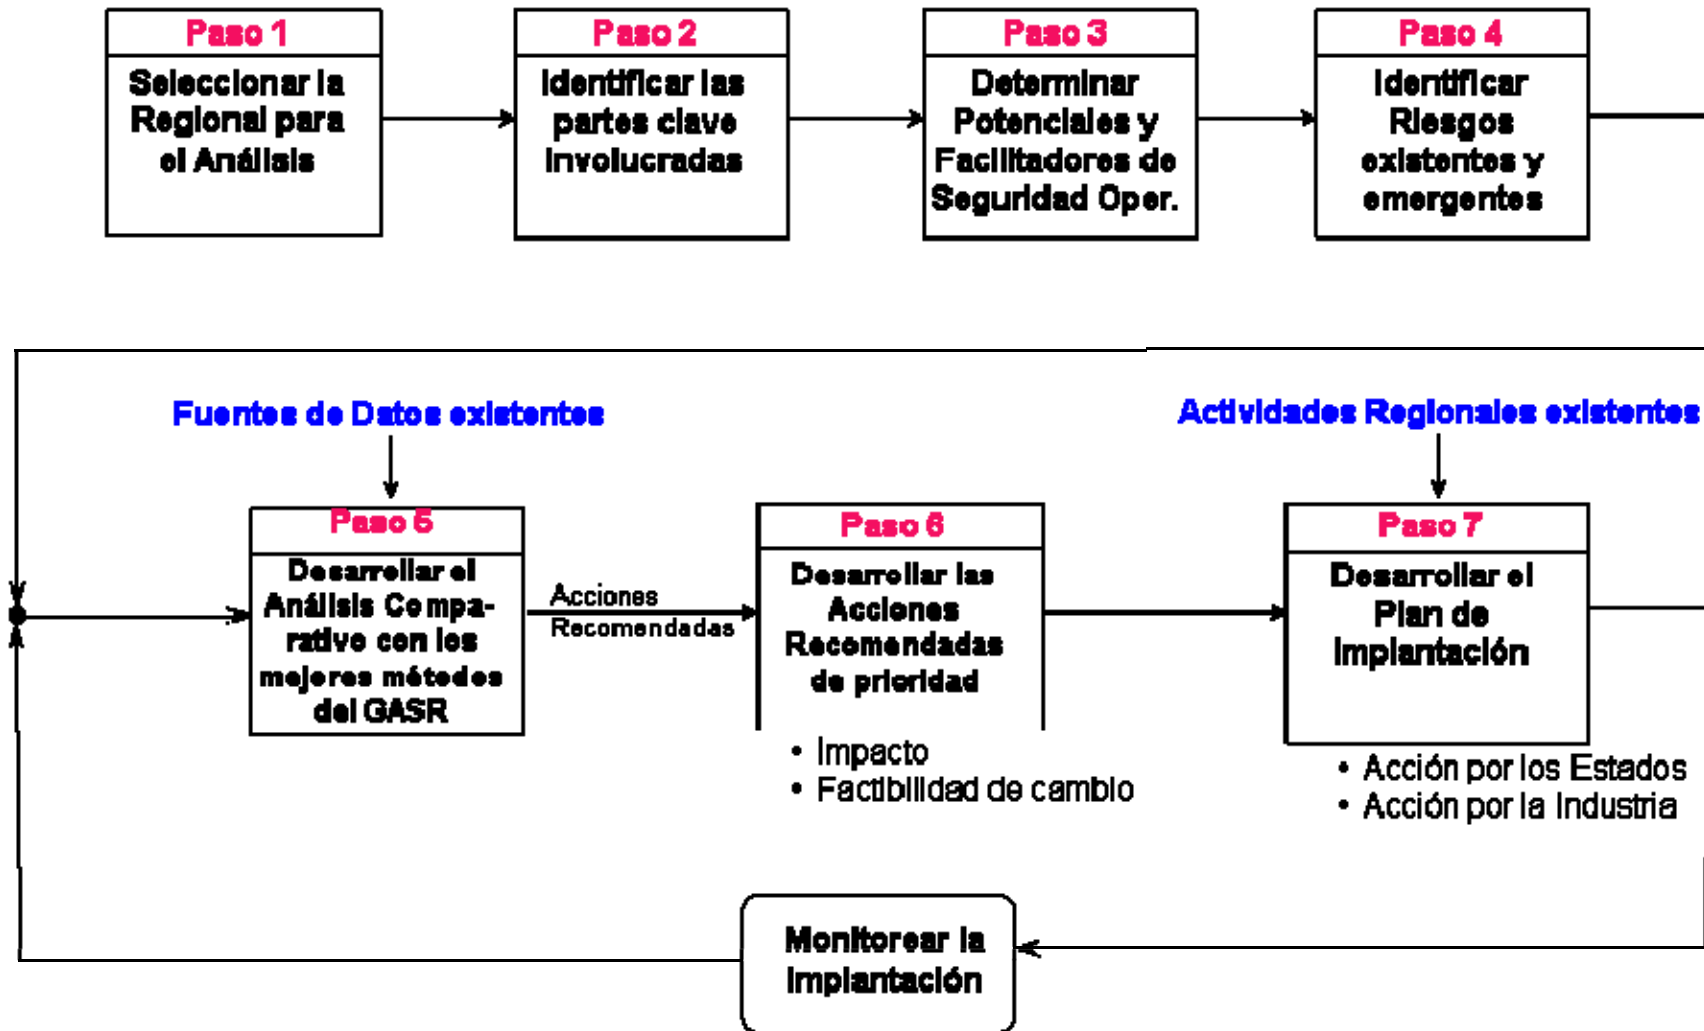 Paso 1
Seleccionar la
Regional para
el Análisis
Paso 2
Identificar las
partes clave
involucradas
Paso 3
Determinar
Potenciales y
Facilitadores de
Seguridad Oper.
Paso 4
Identificar
Riesgos
existentes y
emergentes
Fuentes de Datos existentes
Actividades Regionales existentes
Paso 5
Desarrollar el
Análisis Compa-
rativo con los
mejores métodos
del GASR
Acciones
Recomendadas
Paso 6
Desarrollar las
Acciones
Recomendadas
de prioridad
• Impacto
• Factibilidad de cambio
Paso 7
Desarrollar el
Plan de
Implantación
• Acción por los Estados
• Acción por la Industria
Monitorear la
Implantación